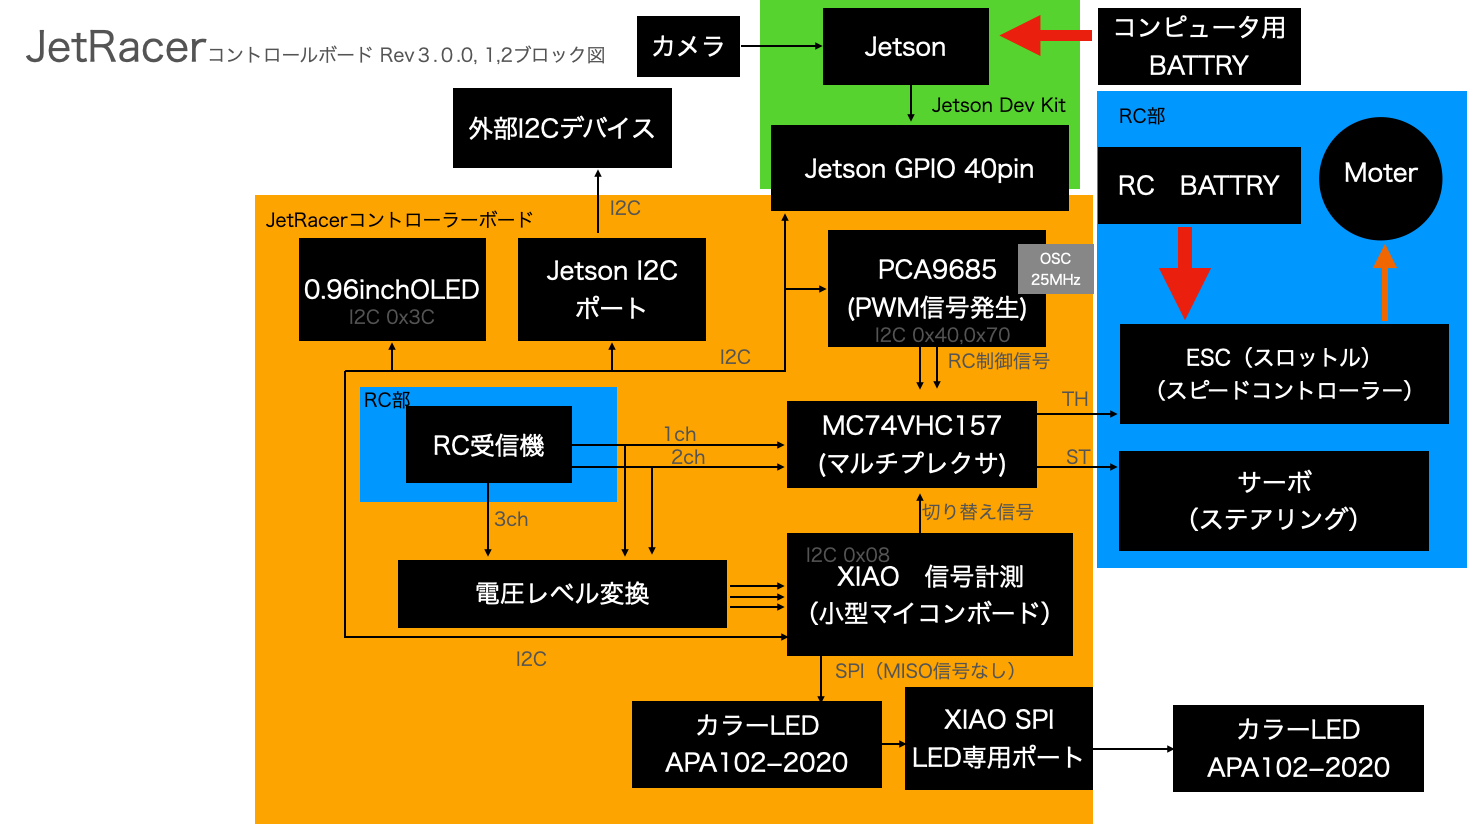 JetRacerコントロールボード Rev３.０.0, 1,2ブロック図
カメラ
Jetson
コンピュータ用
BATTRY
Jetson Dev Kit
外部I2Cデバイス
Jetson GPIO 40pin
RC部
RC　BATTRY
Moter
I2C
JetRacerコントローラーボード
0.96inchOLED
I2C 0x3C
Jetson I2C
ポート
PCA9685
(PWM信号発生)
I2C 0x40,0x70
OSC
25MHz
I2C
RC制御信号
ESC（スロットル）
（スピードコントローラー）
RC部
RC受信機
1ch
2ch
3ch
MC74VHC157
(マルチプレクサ)
TH
ST
サーボ
（ステアリング）
切り替え信号
電圧レベル変換
I2C 0x08
XIAO　信号計測
（小型マイコンボード）
I2C
SPI（MISO信号なし）
カラーLED
APA102−2020
XIAO SPI
LED専用ポート
カラーLED
APA102−2020